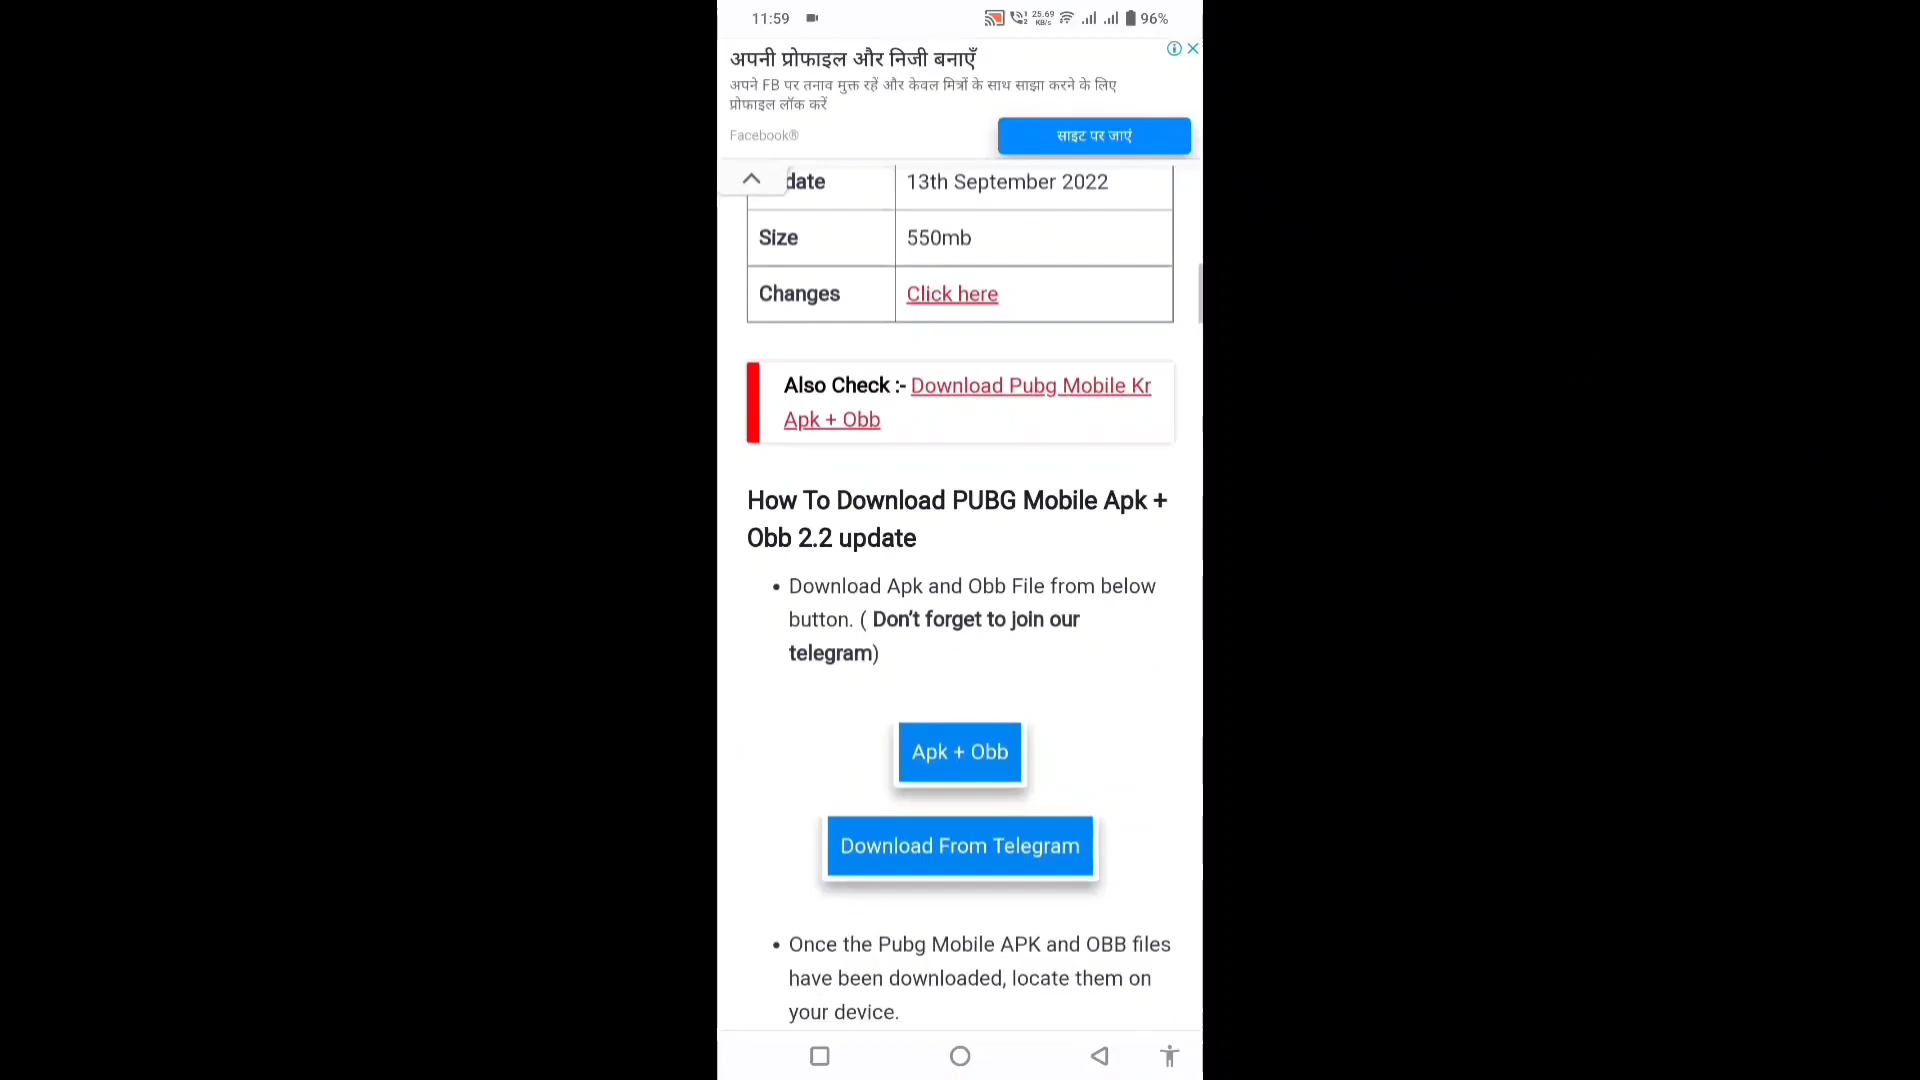 11:59
25.69
KB/s
96%
अपनी प्रोफाइल और निजी बनाएँ
अपने FB पर तनाव मुक्त रहें और केवल मित्रों के साथ साझा करने के लिए
प्रोफाइल लॉक करें
Facebook®
साइट पर जाएं
date
13th September 2022
Size
550mb
Changes
Click here
Also Check :- Download Pubg Mobile Kr
Apk + Obb
How To Download PUBG Mobile Apk +
Obb 2.2 update
• Download Apk and Obb File from below
button. ( Don't forget to join our
telegram)
Apk + Obb
Download From Telegram
• Once the Pubg Mobile APK and OBB files
have been downloaded, locate them on
your device.